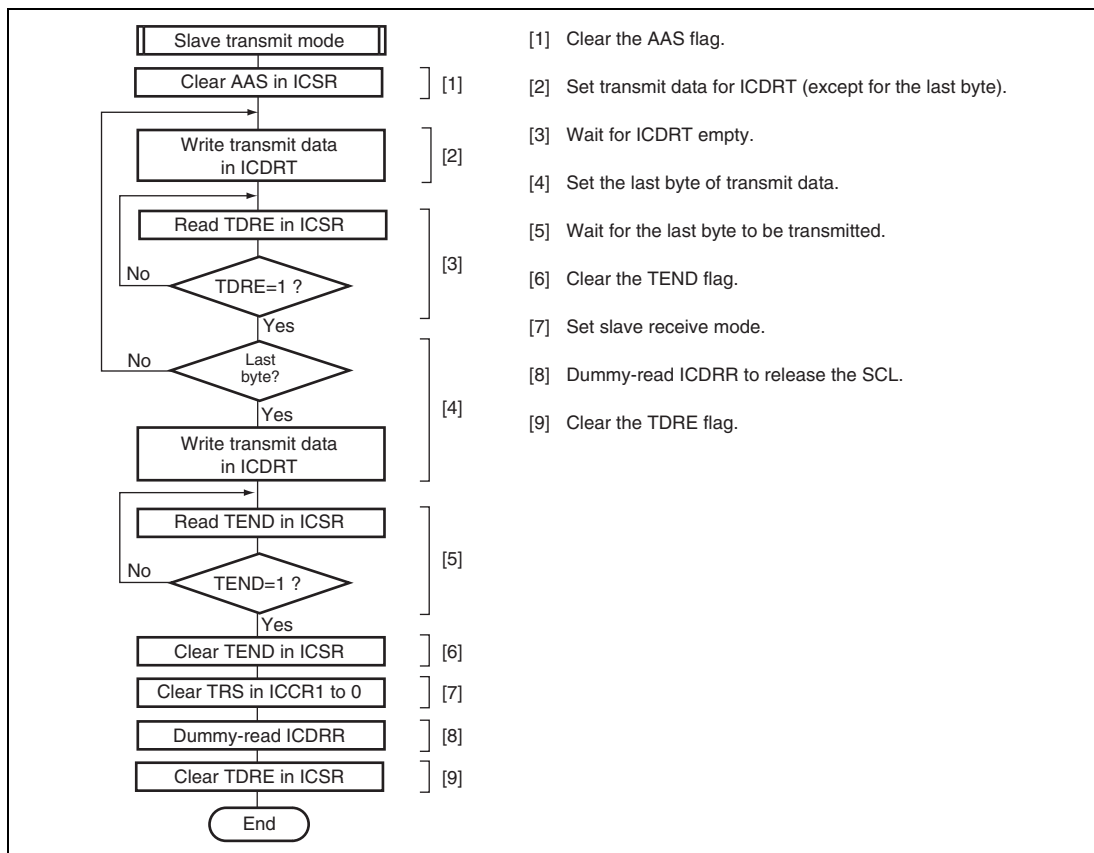 Slave transmit mode
Clear AAS in ICSR
[1]
Write transmit data
in ICDRT
[2]
Read TDRE in ICSR
No
TDRE=1 ?
[3]
Yes
No
Last
byte?
[4]
Yes
Write transmit data
in ICDRT
Read TEND in ICSR
No
TEND=1 ?
[5]
Yes
Clear TEND in ICSR
[6]
Clear TRS in ICCR1 to 0
[7]
Dummy-read ICDRR
[8]
Clear TDRE in ICSR
[9]
End
[1] Clear the AAS flag.
[2] Set transmit data for ICDRT (except for the last byte).
[3] Wait for ICDRT empty.
[4] Set the last byte of transmit data.
[5] Wait for the last byte to be transmitted.
[6] Clear the TEND flag.
[7] Set slave receive mode.
[8] Dummy-read ICDRR to release the SCL.
[9] Clear the TDRE flag.